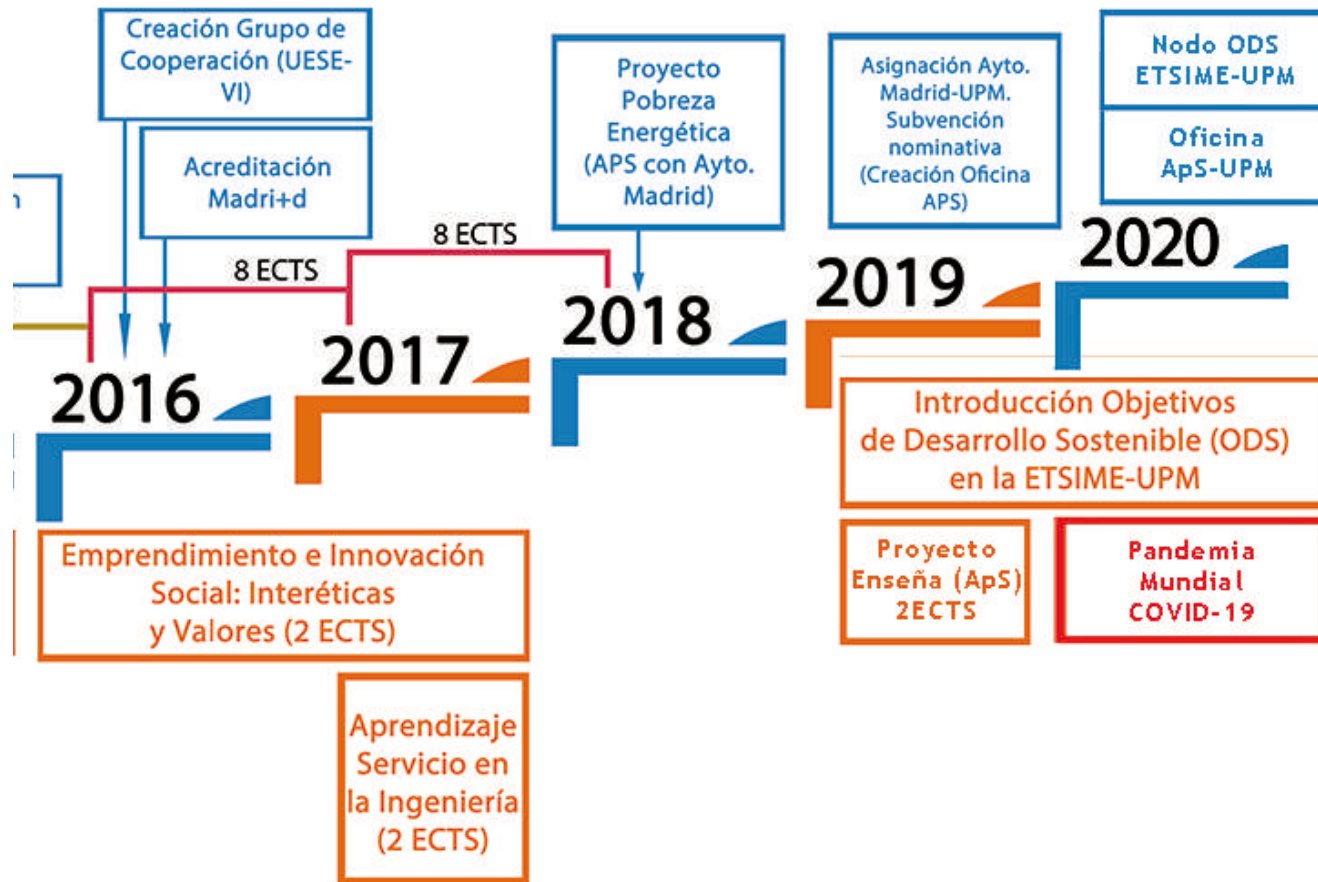 Creación Grupo de
Cooperación (UESE-
VI)
Acreditación
Madri+d
n
8 ECTS
8 ECTS
Proyecto
Pobreza
Energética
(APS con Ayto.
Madrid)
Asignación Ayto.
Madrid-UPM.
Subvención
nominativa
(Creación Oficina
APS)
Nodo ODS
ETSIME-UPM
Oficina
ApS-UPM
2016
2017
2018
2019
2020
Emprendimiento e Innovación
Social: Interéticas
y Valores (2 ECTS)
Aprendizaje
Servicio en
la Ingeniería
(2 ECTS)
Introducción Objetivos
de Desarrollo Sostenible (ODS)
en la ETSIME-UPM
Proyecto
Enseña (ApS)
2ECTS
Pandemia
Mundial
COVID-19